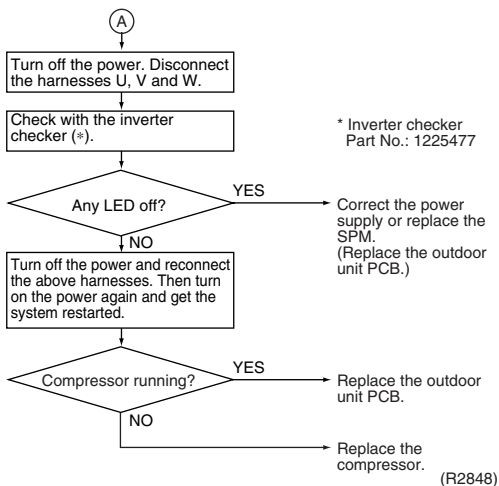 A
Turn off the power. Disconnect
the harnesses U, V and W.
Check with the inverter
checker (*).
* Inverter checker
Part No.: 1225477
Any LED off?
YES
Correct the power
supply or replace the
SPM.
(Replace the outdoor
unit PCB.)
NO
Turn off the power and reconnect
the above harnesses. Then turn
on the power again and get the
system restarted.
Compressor running?
YES
Replace the outdoor
unit PCB.
NO
Replace the
compressor.
(R2848)